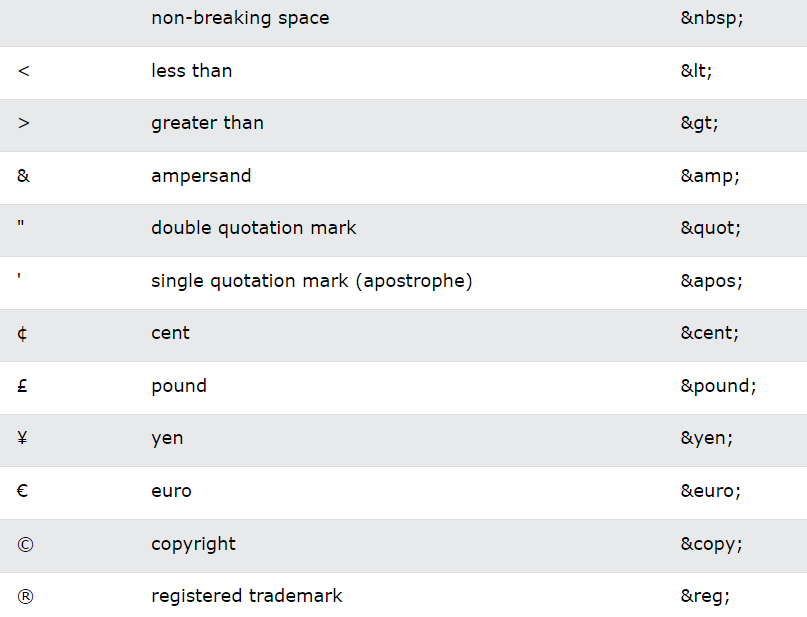 non-breaking space &nbsp;
< less than &lt;
> greater than &gt;
& ampersand &amp;
" double quotation mark &quot;
' single quotation mark (apostrophe) &apos;
¢ cent &cent;
£ pound &pound;
¥ yen &yen;
€ euro &euro;
© copyright &copy;
® registered trademark &reg;